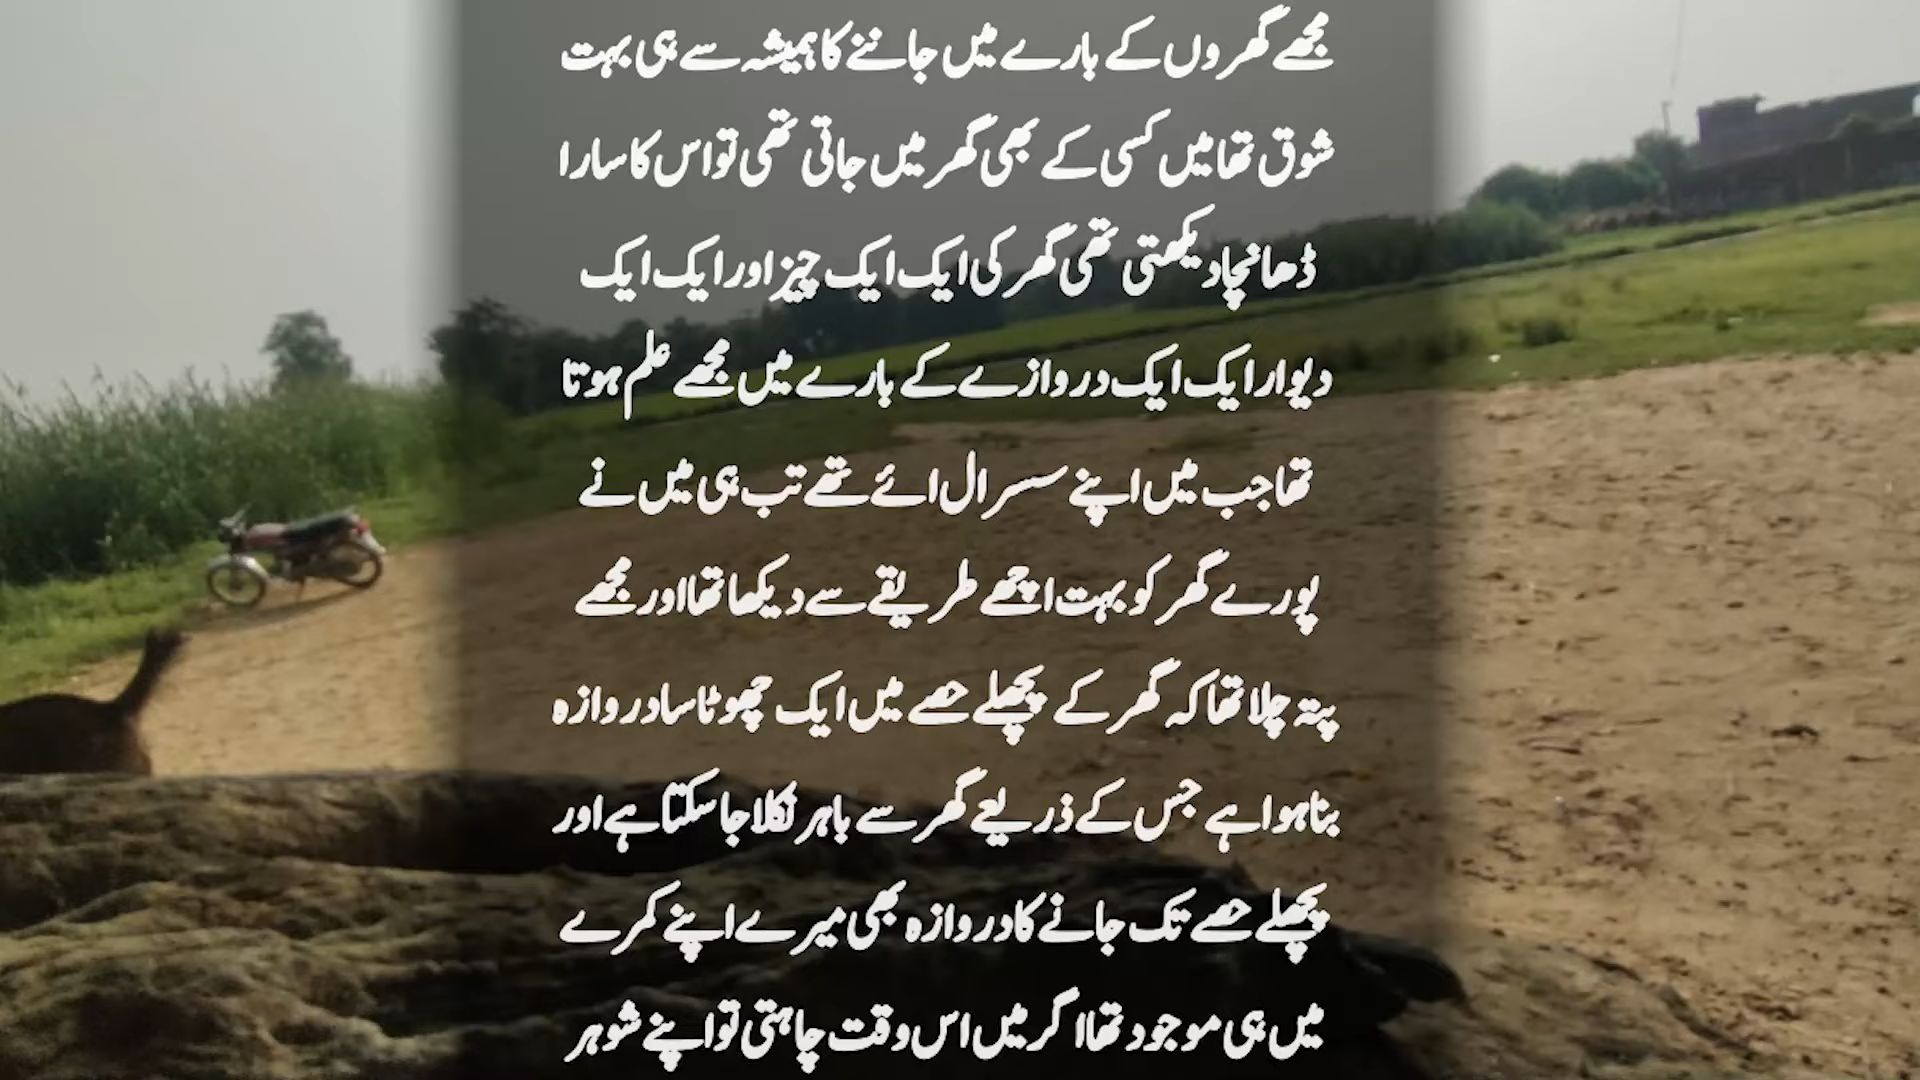 مجھے گھروں کے بارے میں جاننے کا ہمیشہ سے ہی بہت
شوق تھا میں کسی کے بھی گھر میں جاتی تھی تو اس کا سارا
ڈھانچا دیکھتی تھی گھر کی ایک ایک چیز اور ایک ایک
دیوار ایک ایک دروازے کے بارے میں مجھے علم ہوتا
تھا جب میں اپنے سسرال ائے تھے تب ہی میں نے
پورے گھر کو بہت اچھے طریقے سے دیکھا تھا اور مجھے
پتہ چلا تھا کہ گھر کے پچھلے حصے میں ایک چھوٹا سا دروازہ
بنا ہوا ہے جس کے ذریعے گھر سے باہر نکلا جا سکتا ہے اور
پچھلے حصے تک جانے کا دروازہ بھی میرے اپنے کمرے
میں ہی موجود تھا اگر میں اس وقت چاہتی تو اپنے شوہر